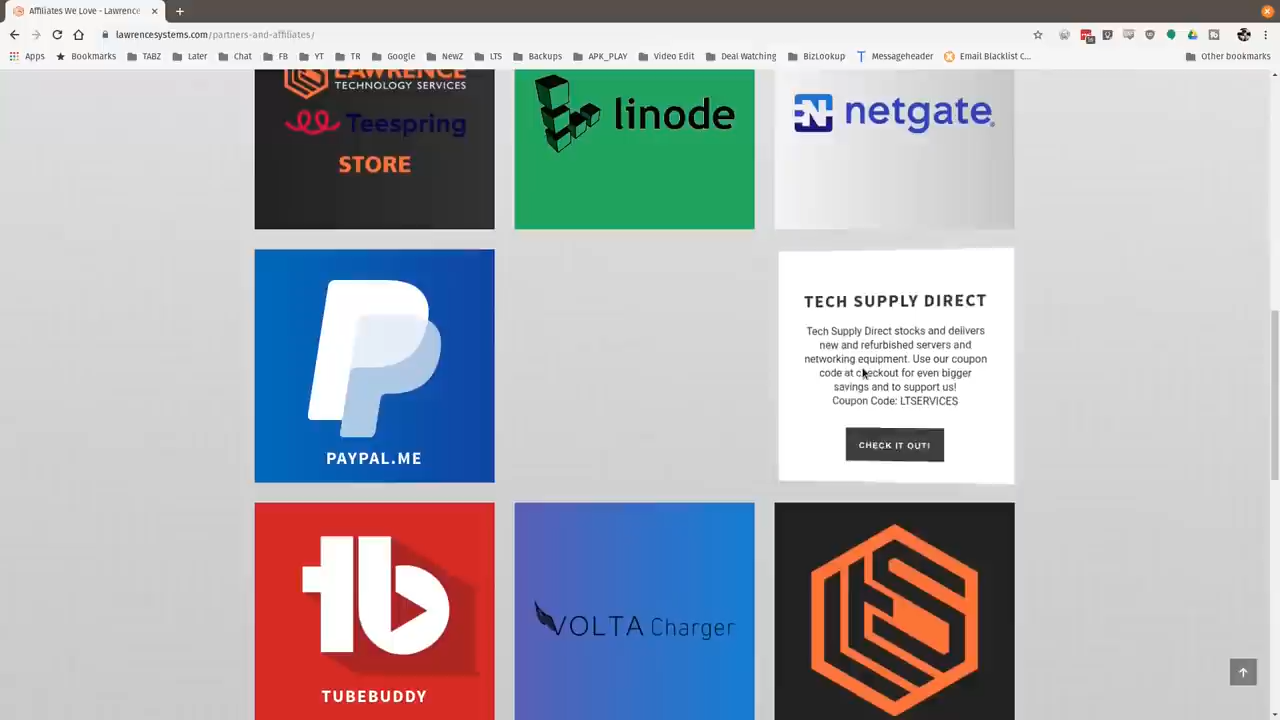 Affiliates We Love - Lawrence
lawrencesystems.com/partners-and-affiliates/
Apps
Bookmarks
TABZ
Later
Chat
FB
YT
TR
Google
NewZ
LTS
Backups
APK_PLAY
Video Edit
Deal Watching
BizLookup
Messageheader
Email Blacklist C...
Other bookmarks
LAWRENCE
TECHNOLOGY SERVICES
Teespring
STORE
linode
netgate
PAYPAL.ME
TECH SUPPLY DIRECT
Tech Supply Direct stocks and delivers
new and refurbished servers and
networking equipment. Use our coupon
code at checkout for even bigger
savings and to support us!
Coupon Code: LTSERVICES
CHECK IT OUT!
tb
TUBEBUDDY
VOLTA Charger